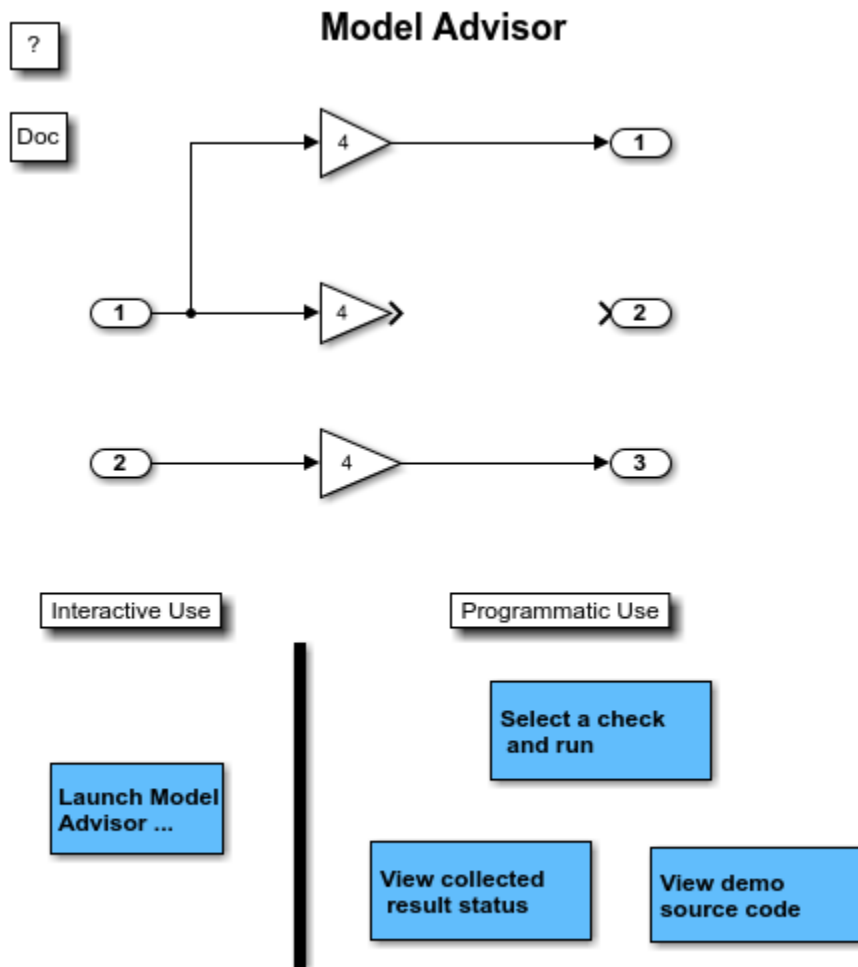 Model Advisor
?
Doc
4
1
1
4
2
2
4
3
Interactive Use
Programmatic Use
Select a check
and run
Launch Model
Advisor ...
View collected
result status
View demo
source code